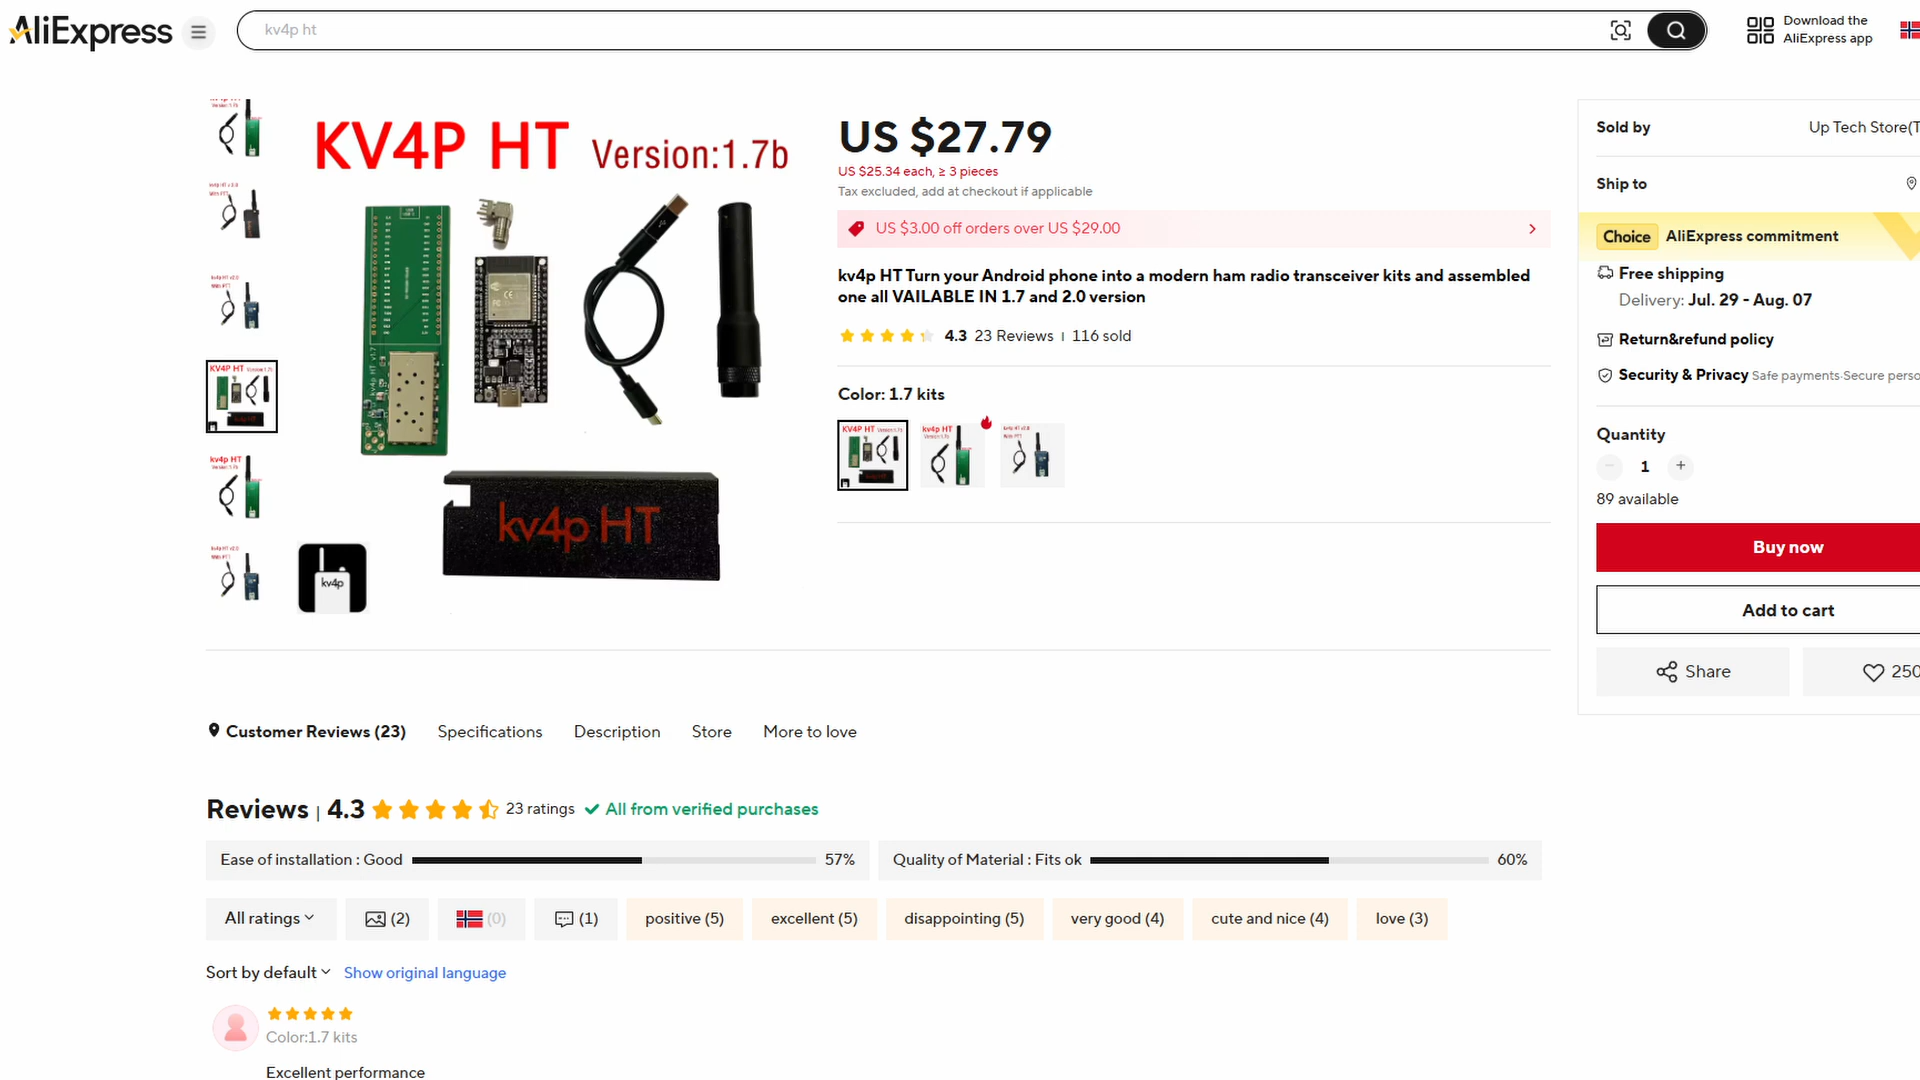 AliExpress
kv4p ht
Download the
AliExpress app
KV4P HT Version:1.7b
kv4p HT
kv4p
US $27.79
US $25.34 each, ≥ 3 pieces
Tax excluded, add at checkout if applicable
US $3.00 off orders over US $29.00
kv4p HT Turn your Android phone into a modern ham radio transceiver kits and assembled
one all VAILABLE IN 1.7 and 2.0 version
4.3 23 Reviews 116 sold
Color: 1.7 kits
Sold by Up Tech Store(T
Ship to
Choice AliExpress commitment
Free shipping
Delivery: Jul. 29 - Aug. 07
Return&refund policy
Security & Privacy Safe payments·Secure perso
Quantity
1
89 available
Buy now
Add to cart
Share
250
Customer Reviews (23) Specifications Description Store More to love
Reviews | 4.3 23 ratings All from verified purchases
Ease of installation : Good 57% Quality of Material : Fits ok 60%
All ratings (2) (0) (1) positive (5) excellent (5) disappointing (5) very good (4) cute and nice (4) love (3)
Sort by default Show original language
Color:1.7 kits
Excellent performance